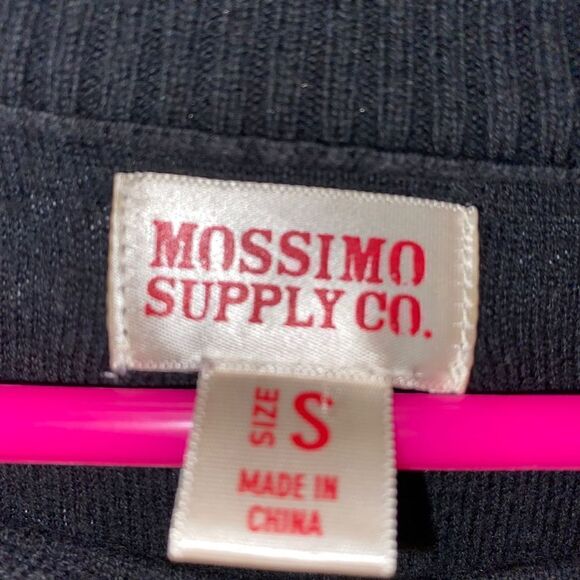 MOSSIMO
SUPPLY CO.
SIZE S
MADE IN
CHINA